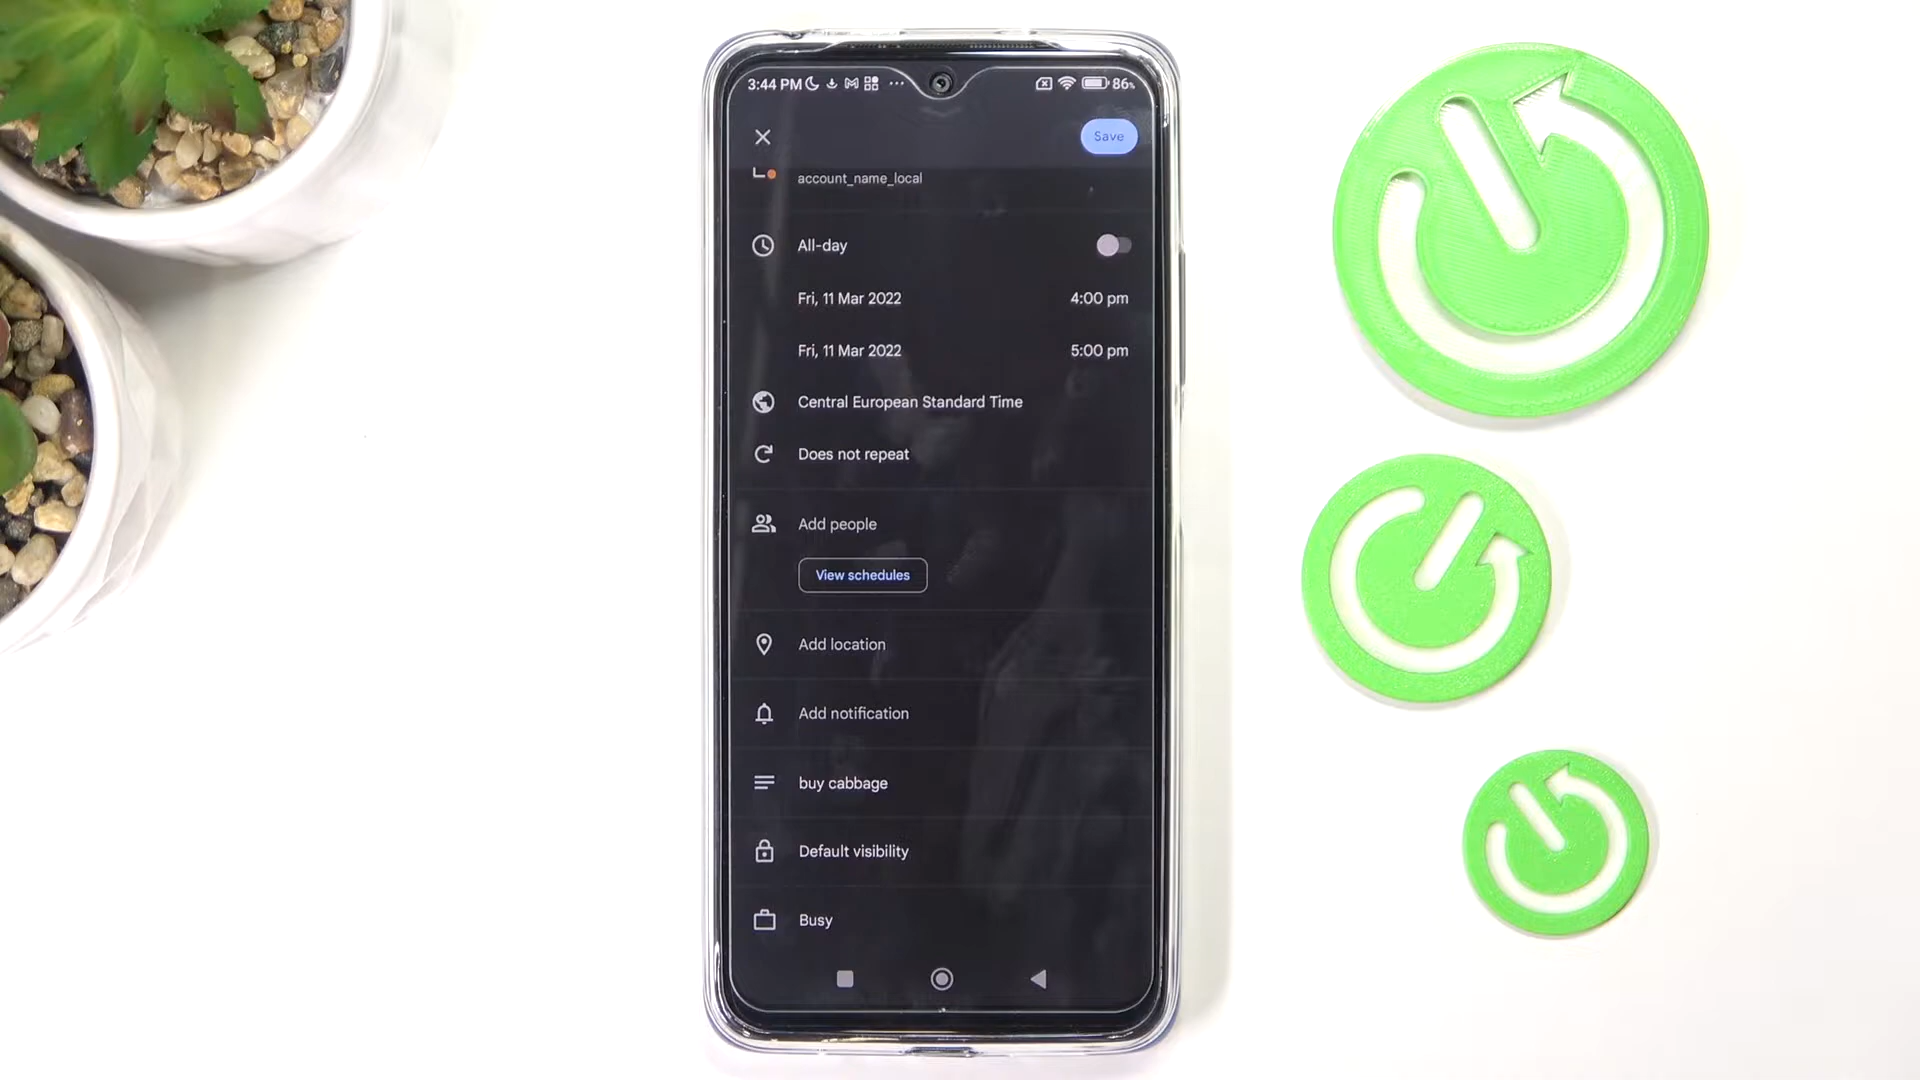 3:44 PM 86%
Save
account_name_local
All-day
Fri, 11 Mar 2022 4:00 pm
Fri, 11 Mar 2022 5:00 pm
Central European Standard Time
Does not repeat
Add people
View schedules
Add location
Add notification
buy cabbage
Default visibility
Busy